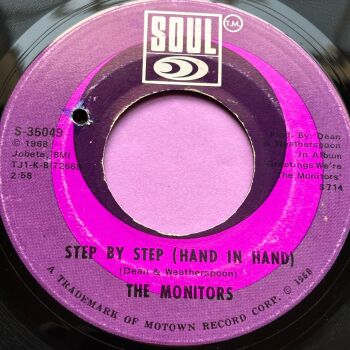 SOUL
T.M.
S-35049
℗ 1968
Jobete, BMI
2:58
Prod. By: Dean
& Weatherspoon
In Album
"Greetings We're
The Monitors"
S714
STEP BY STEP (HAND IN HAND)
(Dean & Weatherspoon)
THE MONITORS
A TRADEMARK OF MOTOWN RECORD CORP. © 1968